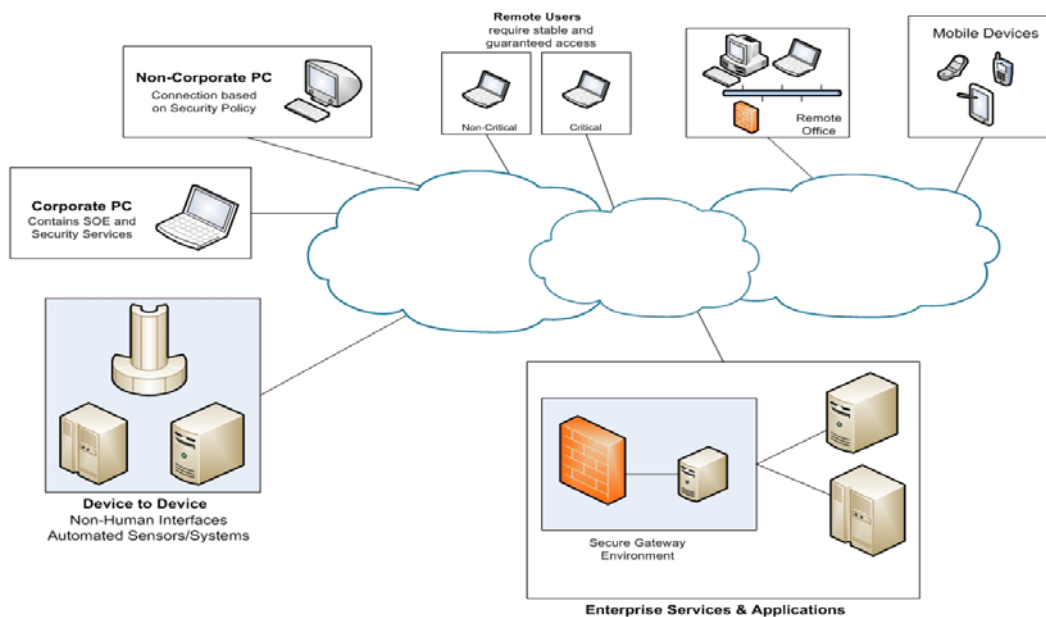 Remote Users
require stable and
guaranteed access
Non-Corporate PC
Connection based
on Security Policy
Non-Critical
Critical
Remote
Office
Mobile Devices
Corporate PC
Contains SOE and
Security Services
Device to Device
Non-Human Interfaces
Automated Sensors/Systems
Secure Gateway
Environment
Enterprise Services & Applications